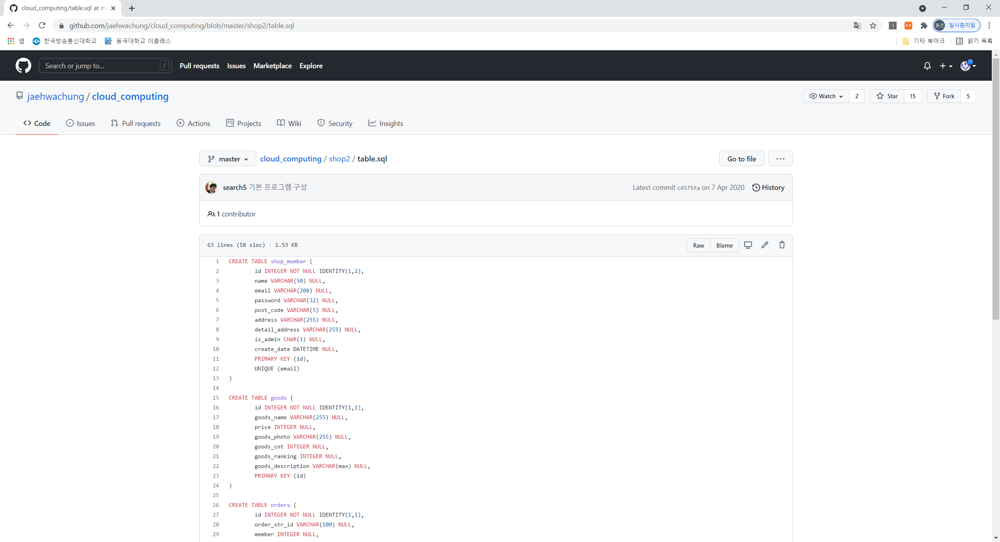 cloud_computing/table.sql at m
github.com/jaehwachung/cloud_computing/blob/master/shop2/table.sql
EX
충건 일시중지됨
앱 한국방송통신대학교 동국대학교 이클래스 기타 북마크 읽기 목록
Search or jump to... / Pull requests Issues Marketplace Explore
jaehwachung / cloud_computing Watch 2 Star 15 Fork 5
Code Issues Pull requests Actions Projects Wiki Security Insights
master cloud_computing / shop2 / table.sql Go to file ...
search5 기본 프로그램 구성 Latest commit c4575fa on 7 Apr 2020 History
1 contributor
63 lines (58 sloc) 1.53 KB Raw Blame
1 CREATE TABLE shop_member (
2 id INTEGER NOT NULL IDENTITY(1,1),
3 name VARCHAR(50) NULL,
4 email VARCHAR(200) NULL,
5 password VARCHAR(32) NULL,
6 post_code VARCHAR(5) NULL,
7 address VARCHAR(255) NULL,
8 detail_address VARCHAR(255) NULL,
9 is_admin CHAR(1) NULL,
10 create_date DATETIME NULL,
11 PRIMARY KEY (id),
12 UNIQUE (email)
13 )
14
15 CREATE TABLE goods (
16 id INTEGER NOT NULL IDENTITY(1,1),
17 goods_name VARCHAR(255) NULL,
18 price INTEGER NULL,
19 goods_photo VARCHAR(255) NULL,
20 goods_cnt INTEGER NULL,
21 goods_ranking INTEGER NULL,
22 goods_description VARCHAR(max) NULL,
23 PRIMARY KEY (id)
24 )
25
26 CREATE TABLE orders (
27 id INTEGER NOT NULL IDENTITY(1,1),
28 order_str_id VARCHAR(100) NULL,
29 member INTEGER NULL,